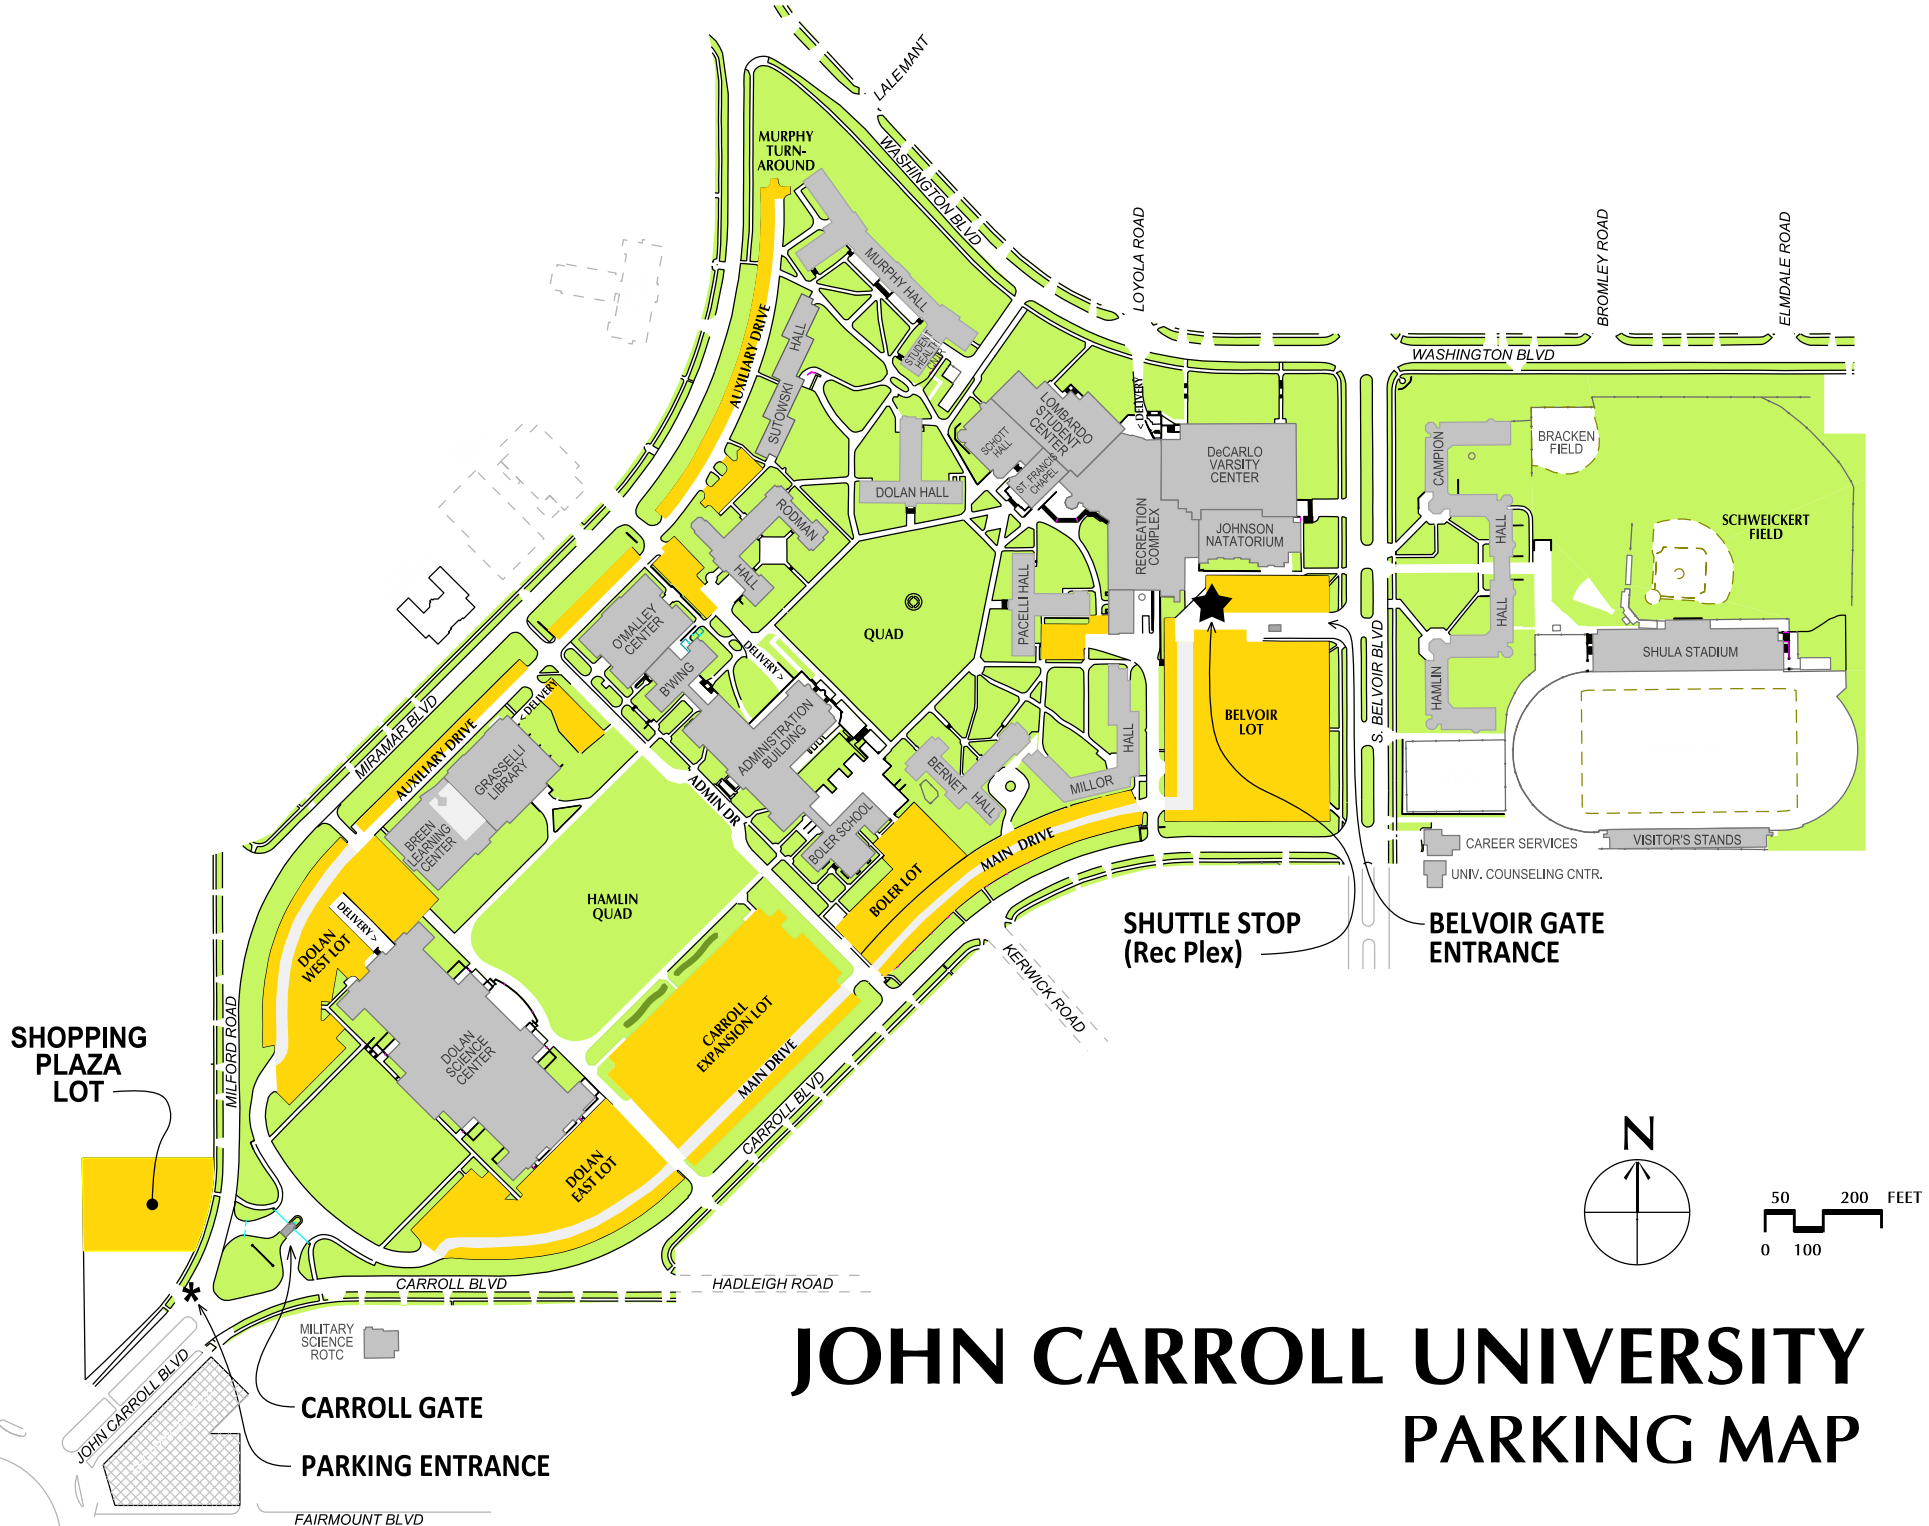 LALEMANT
MURPHY
TURN-
AROUND
WASHINGTON BLVD
LOYOLA ROAD
BROMLEY ROAD
ELMDALE ROAD
MURPHY HALL
STUDENT
HEALTH
CNTR
AUXILIARY DRIVE
SUTOWSKI HALL
WASHINGTON BLVD
< DELIVERY
LOMBARDO
STUDENT
CENTER
SCHOTT
HALL
ST. FRANCIS
CHAPEL
DeCARLO
VARSITY
CENTER
CAMPION
HALL
BRACKEN
FIELD
DOLAN HALL
RODMAN
HALL
RECREATION
COMPLEX
JOHNSON
NATATORIUM
SCHWEICKERT
FIELD
PACELLI HALL
O'MALLEY
CENTER
QUAD
HALL
HAMLIN
SHULA STADIUM
B'WING
DELIVERY >
S. BELVOIR BLVD
MIRAMAR BLVD
< DELIVERY
AUXILIARY DRIVE
GRASSELLI
LIBRARY
ADMINISTRATION
BUILDING
BELVOIR
LOT
BERNET
HALL
MILLOR
HALL
ADMIN DR
BREEN
LEARNING
CENTER
BOLER SCHOOL
MAIN DRIVE
CAREER SERVICES
VISITOR'S STANDS
UNIV. COUNSELING CNTR.
BOLER LOT
HAMLIN
QUAD
DELIVERY >
DOLAN
WEST LOT
SHUTTLE STOP
(Rec Plex)
BELVOIR GATE
ENTRANCE
KERWICK ROAD
CARROLL
EXPANSION LOT
MAIN DRIVE
CARROLL BLVD
DOLAN
SCIENCE
CENTER
MILFORD ROAD
SHOPPING
PLAZA
LOT
DOLAN
EAST LOT
N
50 200 FEET
0 100
CARROLL BLVD
HADLEIGH ROAD
*
MILITARY
SCIENCE
ROTC
JOHN CARROLL BLVD
CARROLL GATE
PARKING ENTRANCE
FAIRMOUNT BLVD
JOHN CARROLL UNIVERSITY
PARKING MAP